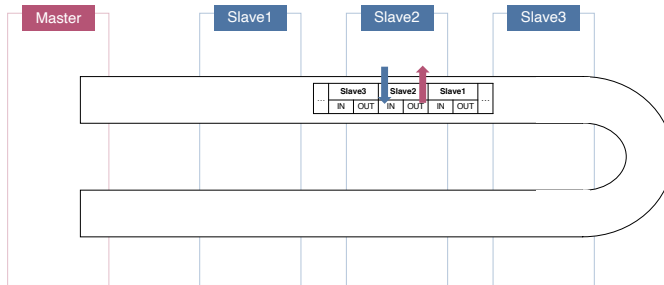 Master Slave1 Slave2 Slave3
... Slave3 Slave2 Slave1 ...
IN OUT IN OUT IN OUT